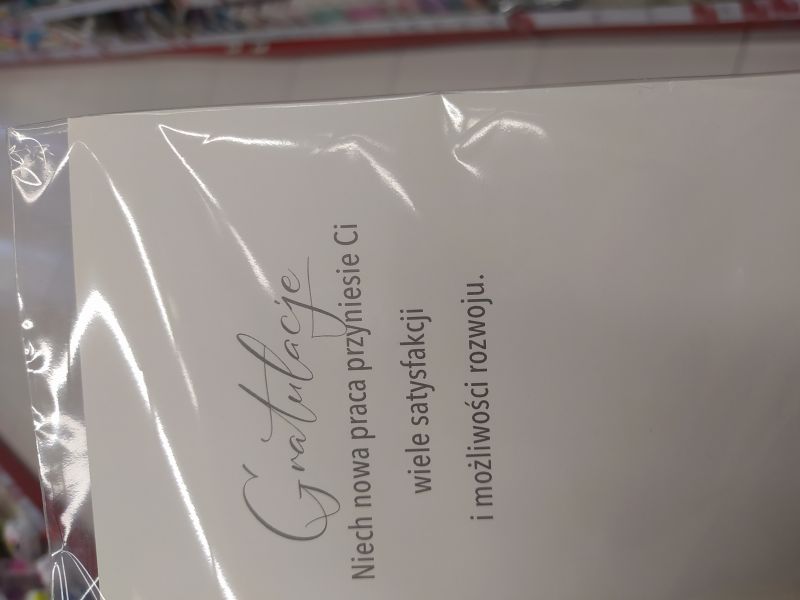 Gratulacje
Niech nowa praca przyniesie Ci
wiele satysfakcji
i możliwości rozwoju.